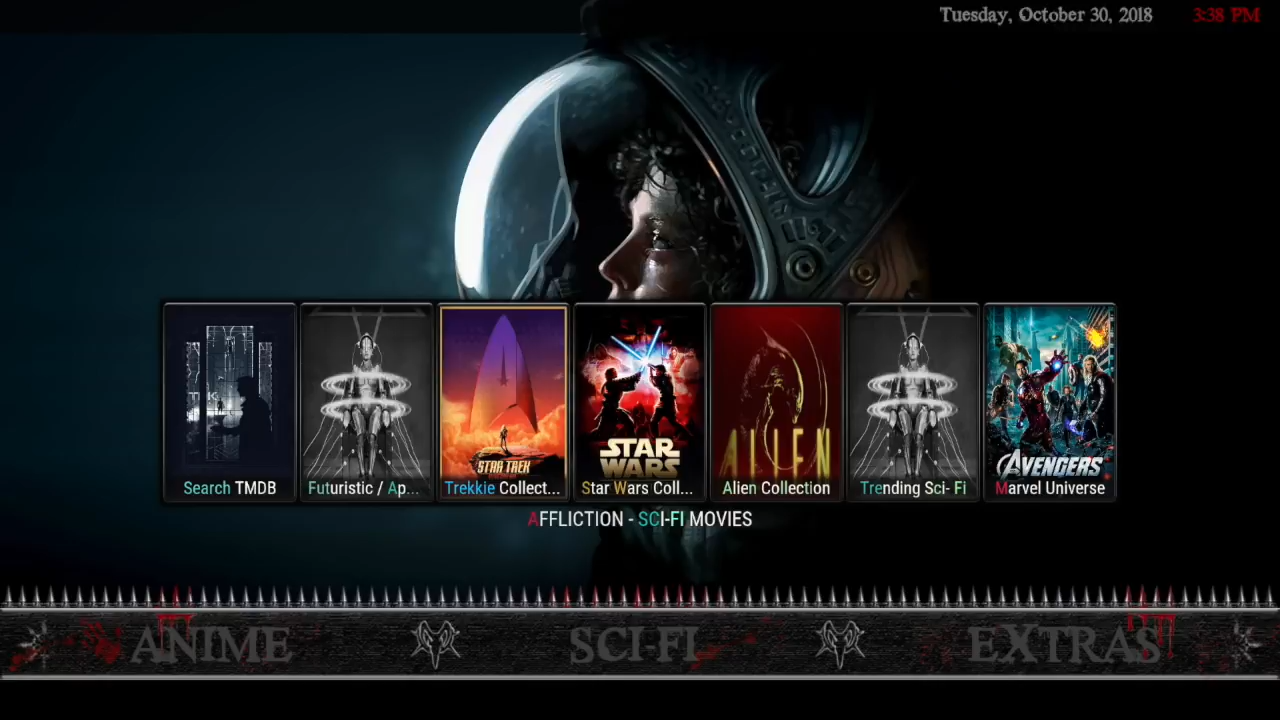 Tuesday, October 30, 2018 3:38 PM
STAR TREK
STAR WARS
ALIEN
AVENGERS
Search TMDB
Futuristic / Ap...
Trekkie Collect...
Star Wars Coll...
Alien Collection
Trending Sci- Fi
Marvel Universe
AFFLICTION - SCI-FI MOVIES
ANIME
SCI-FI
EXTRAS